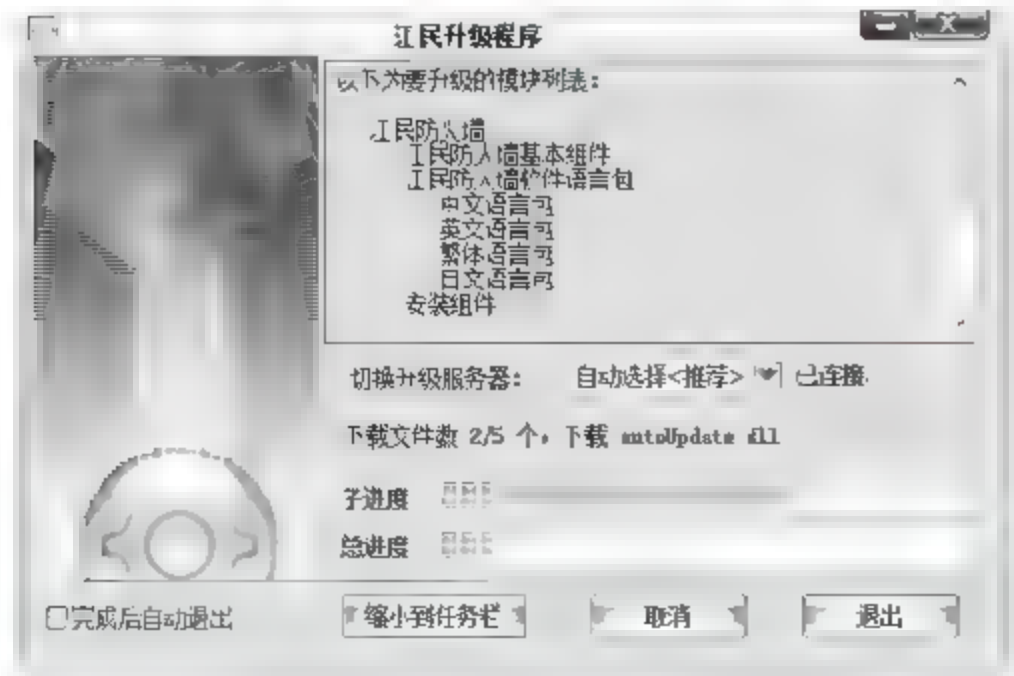 江民升级程序
以下为要升级的模块列表:
江民防火墙
江民防火墙基本组件
江民防火墙软件语言包
中文语言包
英文语言包
繁体语言包
日文语言包
安装组件
切换升级服务器: 自动选择<推荐> 已连接.
下载文件数 2/5 个, 下载 autoUpdate dll
子进度
总进度
完成后自动退出 缩小到任务栏 取消 退出